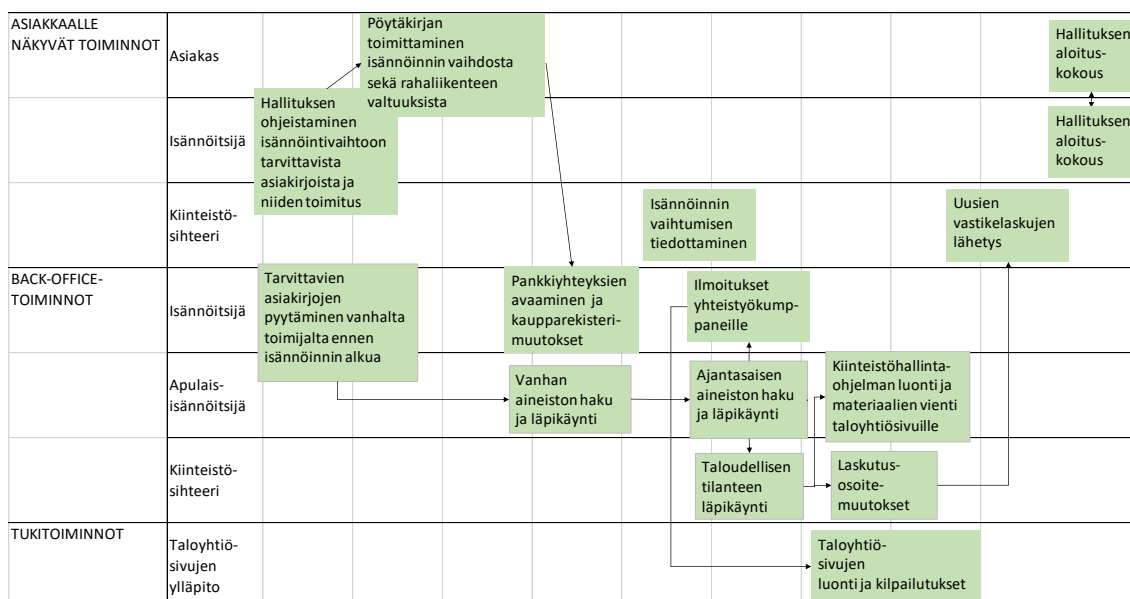 ASIAKKAALLE
NÄKYVÄT TOIMINNOT
Asiakas
Pöytäkirjan
toimittaminen
isännöinnin vaihdosta
sekä rahaliikenteen
valtuuksista
Hallituksen
aloitus-
kokous
Isännöitsijä
Hallituksen
ohjeistaminen
isännöintivaihtoon
tarvittavista
asiakirjoista ja
niiden toimitus
Hallituksen
aloitus-
kokous
Kiinteistö-
sihteeri
Isännöinnin
vaihtumisen
tiedottaminen
Uusien
vastikelaskujen
lähetys
BACK-OFFICE-
TOIMINNOT
Isännöitsijä
Tarvittavien
asiakirjojen
pyytäminen vanhalta
toimijalta ennen
isännöinnin alkua
Pankkiyhteyksien
avaaminen ja
kaupparekisteri-
muutokset
Ilmoitukset
yhteistyökump-
paneille
Apulais-
isännöitsijä
Vanhan
aineiston haku
ja läpikäynti
Ajantasaisen
aineiston haku
ja läpikäynti
Kiinteistöhallinta-
ohjelman luonti ja
materiaalien vienti
taloyhtiösivuille
Kiinteistö-
sihteeri
Taloudellisen
tilanteen
läpikäynti
Laskutus-
osoite-
muutokset
TUKITOIMINNOT
Taloyhtiö-
sivujen
ylläpito
Taloyhtiö-
sivujen
luonti ja kilpailutukset